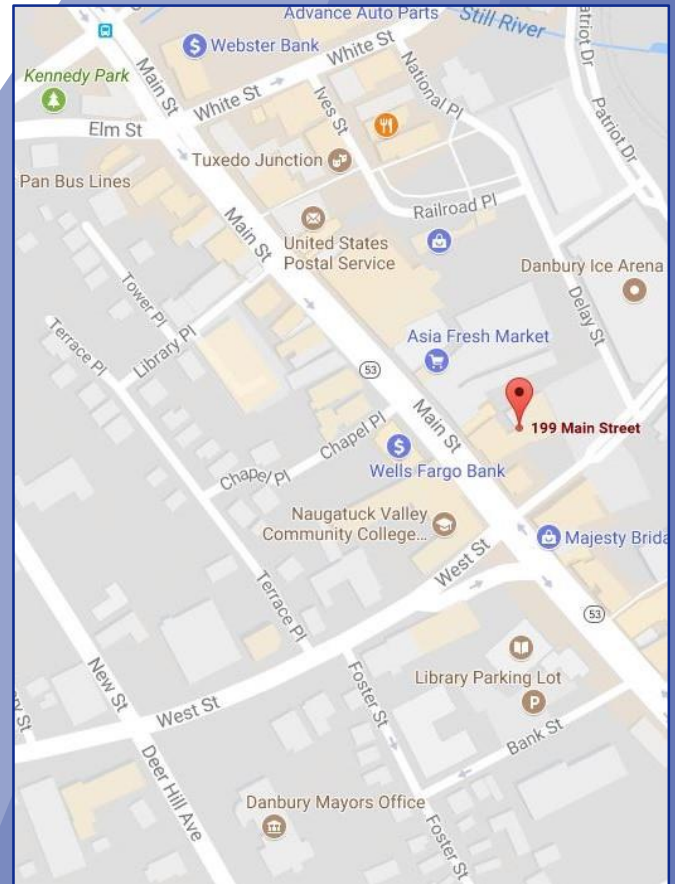 Advance Auto Parts
Still River
Patriot Dr
Webster Bank
White St
Main St
Kennedy Park
White St
Ives St
National Pl
Patriot Dr
Elm St
Tuxedo Junction
Pan Bus Lines
Main St
Railroad Pl
United States
Postal Service
Danbury Ice Arena
Tower Pl
Delay St
Terrace Pl
Library Pl
Asia Fresh Market
53
Main St
199 Main Street
Chapel Pl
Wells Fargo Bank
Chapel Pl
Naugatuck Valley
Community College...
Majesty Brida
West St
Terrace Pl
53
New St
Library Parking Lot
P
West St
Foster St
Bank St
Deer Hill Ave
Danbury Mayors Office
Foster St